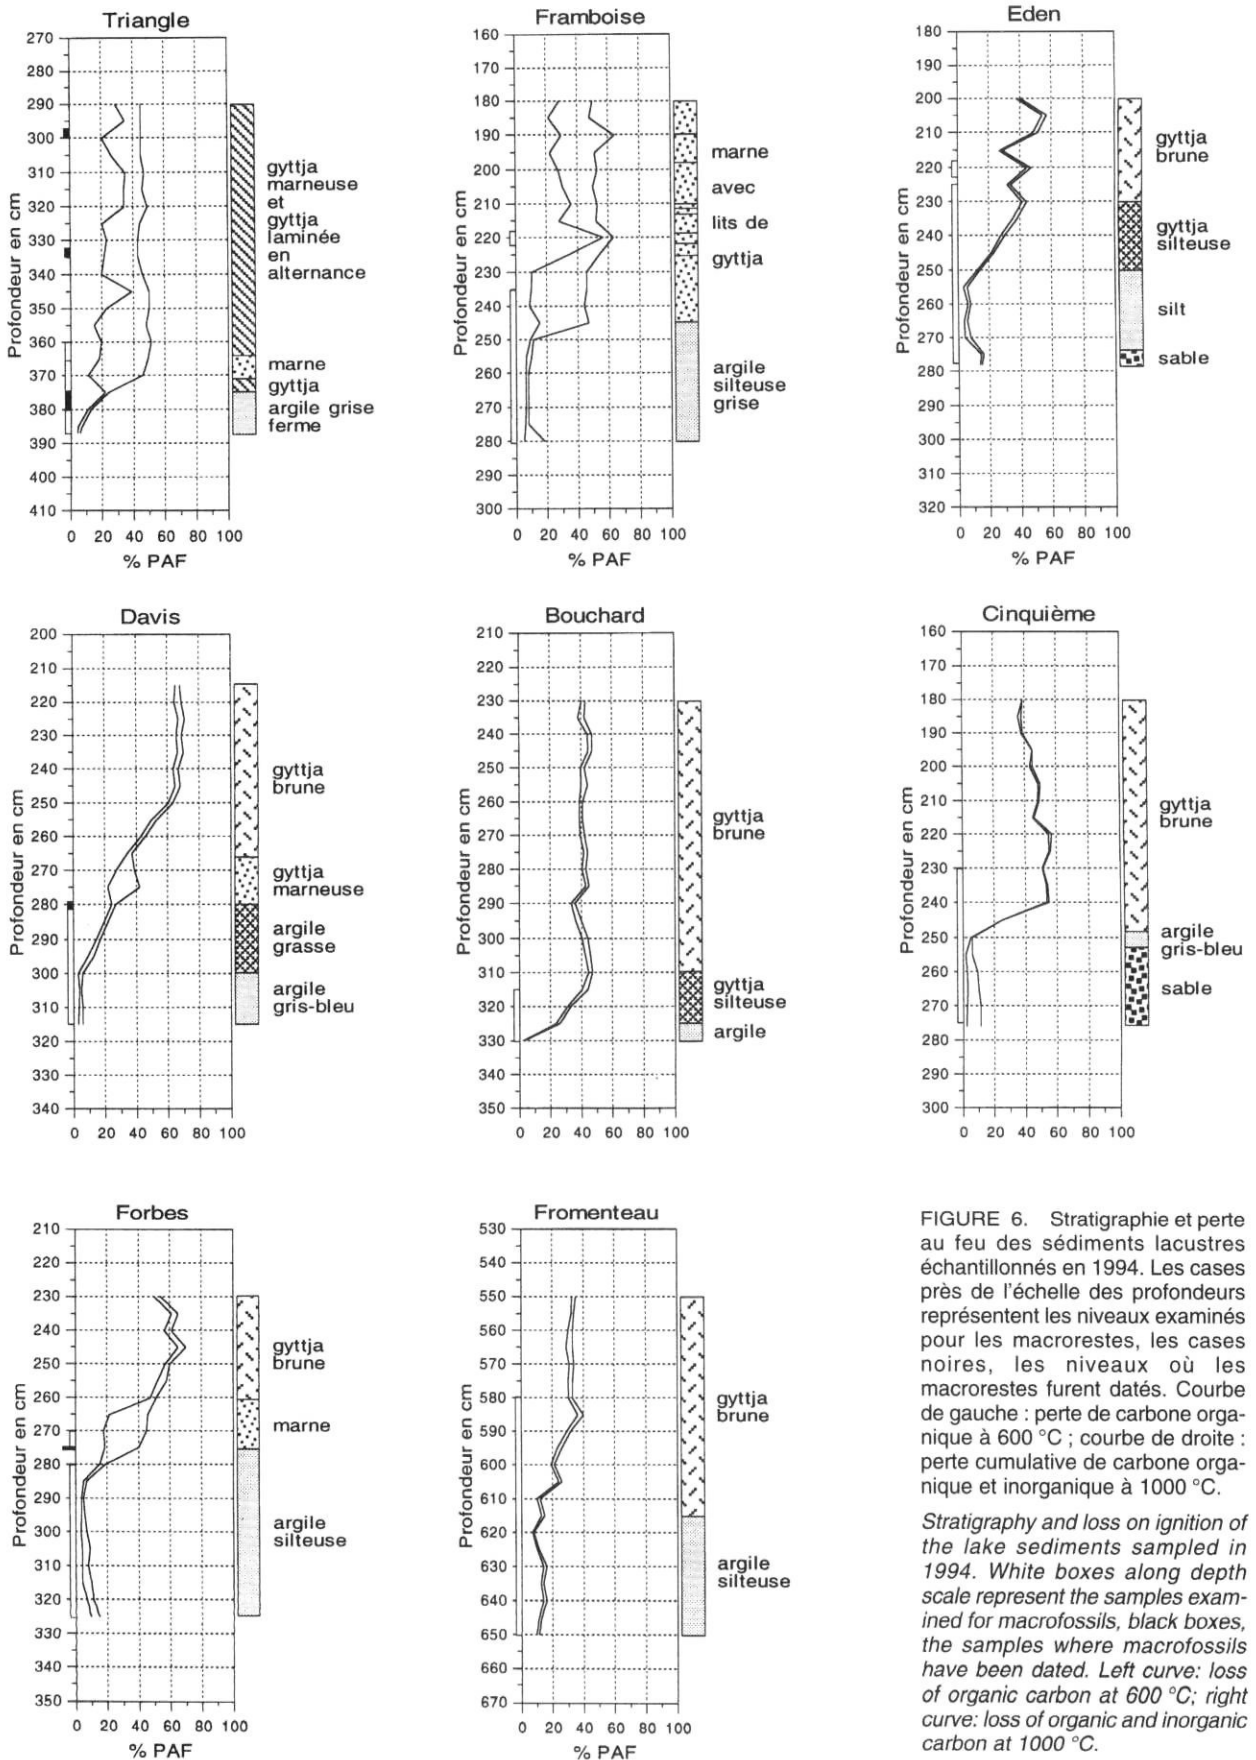 Triangle
270
280
290
300
310
320
330
340
350
360
370
380
390
400
410
Profondeur en cm
0 20 40 60 80 100
% PAF
gyttja
marneuse
et
gyttja
laminée
en
alternance
marne
gyttja
argile grise
ferme
Framboise
160
170
180
190
200
210
220
230
240
250
260
270
280
290
300
Profondeur en cm
0 20 40 60 80 100
% PAF
marne
avec
lits de
gyttja
argile
silteuse
grise
Eden
180
190
200
210
220
230
240
250
260
270
280
290
300
310
320
Profondeur en cm
0 20 40 60 80 100
% PAF
gyttja
brune
gyttja
silteuse
silt
sable
Davis
200
210
220
230
240
250
260
270
280
290
300
310
320
330
340
Profondeur en cm
0 20 40 60 80 100
gyttja
brune
gyttja
marneuse
argile
grasse
argile
gris-bleu
Bouchard
210
220
230
240
250
260
270
280
290
300
310
320
330
340
350
Profondeur en cm
0 20 40 60 80 100
gyttja
brune
gyttja
silteuse
argile
Cinquième
160
170
180
190
200
210
220
230
240
250
260
270
280
290
300
Profondeur en cm
0 20 40 60 80 100
gyttja
brune
argile
gris-bleu
sable
Forbes
210
220
230
240
250
260
270
280
290
300
310
320
330
340
350
Profondeur en cm
0 20 40 60 80 100
% PAF
gyttja
brune
marne
argile
silteuse
Fromenteau
530
540
550
560
570
580
590
600
610
620
630
640
650
660
670
Profondeur en cm
0 20 40 60 80 100
% PAF
gyttja
brune
argile
silteuse
FIGURE 6. Stratigraphie et perte
au feu des sédiments lacustres
échantillonnés en 1994. Les cases
près de l'échelle des profondeurs
représentent les niveaux examinés
pour les macrorestes, les cases
noires, les niveaux où les
macrorestes furent datés. Courbe
de gauche : perte de carbone orga-
nique à 600 °C ; courbe de droite :
perte cumulative de carbone orga-
nique et inorganique à 1000 °C.
Stratigraphy and loss on ignition of
the lake sediments sampled in
1994. White boxes along depth
scale represent the samples exam-
ined for macrofossils, black boxes,
the samples where macrofossils
have been dated. Left curve: loss
of organic carbon at 600 °C; right
curve: loss of organic and inorganic
carbon at 1000 °C.